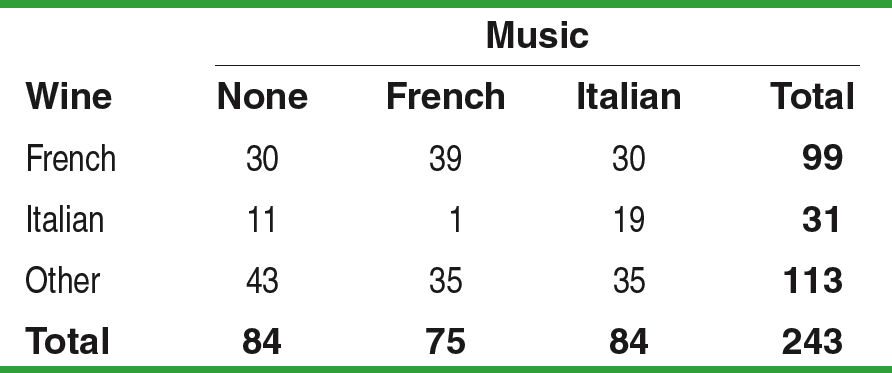 Music
Wine None French Italian Total
French 30 39 30 99
Italian 11 1 19 31
Other 43 35 35 113
Total 84 75 84 243